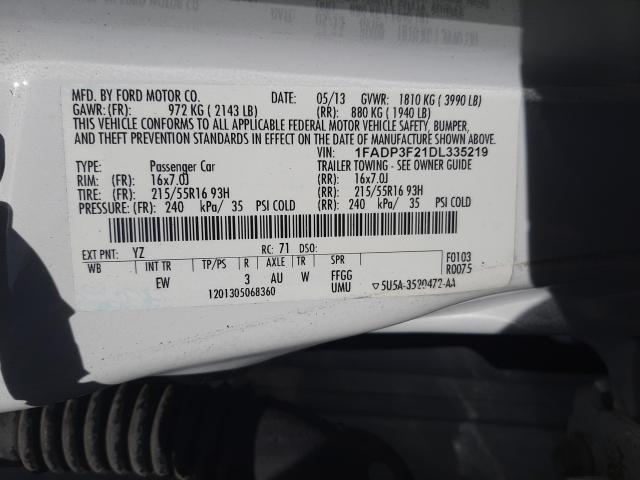 MFD. BY FORD MOTOR CO. DATE: 05/13 GVWR: 1810 KG ( 3990 LB)
GAWR: (FR): 972 KG ( 2143 LB) (RR): 880 KG ( 1940 LB)
THIS VEHICLE CONFORMS TO ALL APPLICABLE FEDERAL MOTOR VEHICLE SAFETY, BUMPER,
AND THEFT PREVENTION STANDARDS IN EFFECT ON THE DATE OF MANUFACTURE SHOWN ABOVE.
VIN: 1FADP3F21DL335219
TYPE: Passenger Car TRAILER TOWING - SEE OWNER GUIDE
RIM: (FR): 16x7.0J (RR): 16x7.0J
TIRE: (FR): 215/55R16 93H (RR): 215/55R16 93H
PRESSURE: (FR): 240 kPa/ 35 PSI COLD (RR): 240 kPa/ 35 PSI COLD
EXT PNT: YZ RC: 71 DSO:
WB INT TR TP/PS R AXLE TR SPR F0103
EW 3 AU W FFGG R0075
1201305068360 UMU ▽5U5A-3520472-AA